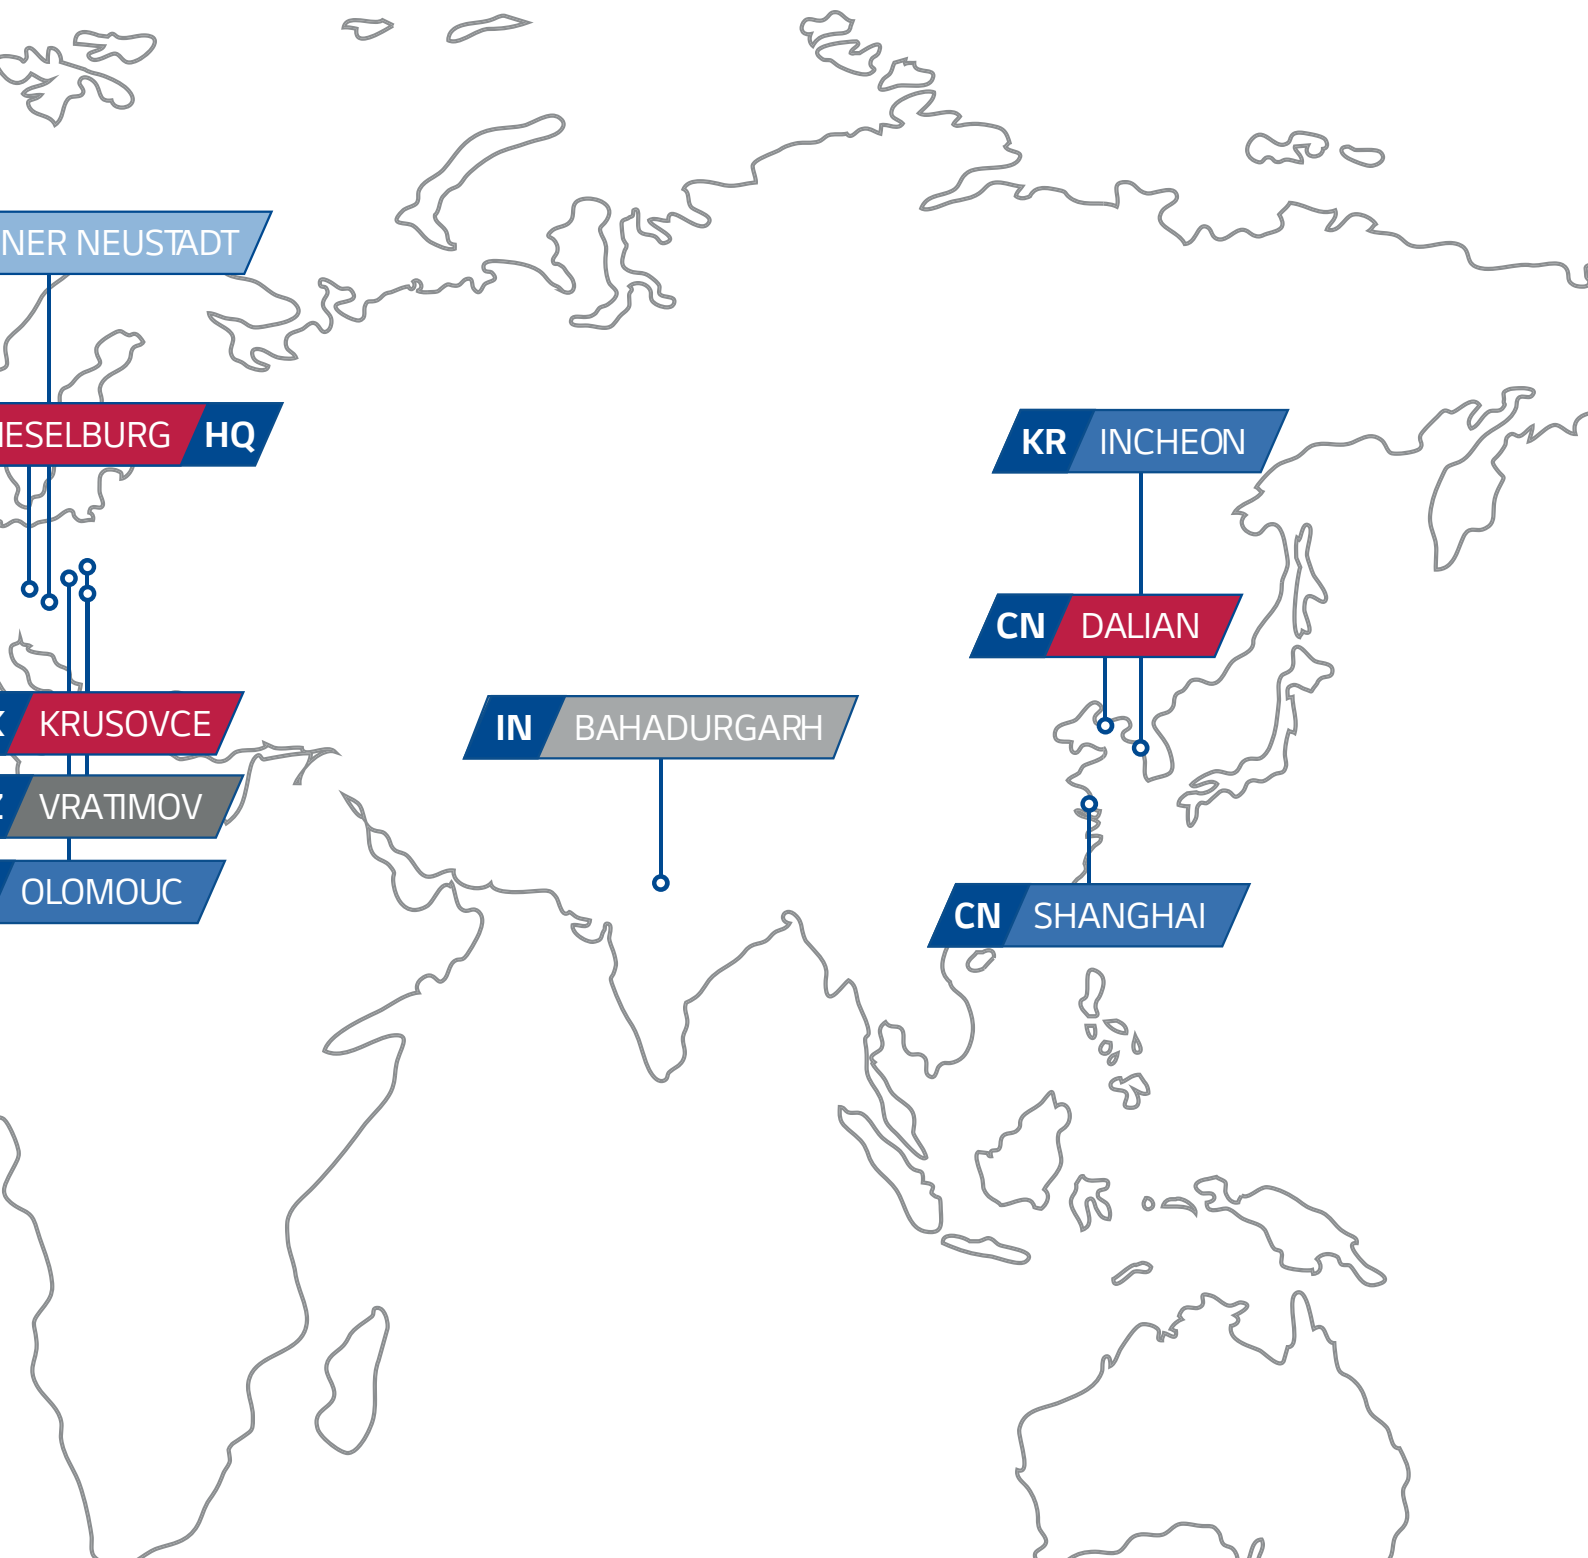 NER NEUSTADT
IESELBURG HQ
KR INCHEON
CN DALIAN
KRUSOVCE
IN BAHADURGARH
VRATIMOV
OLOMOUC
CN SHANGHAI